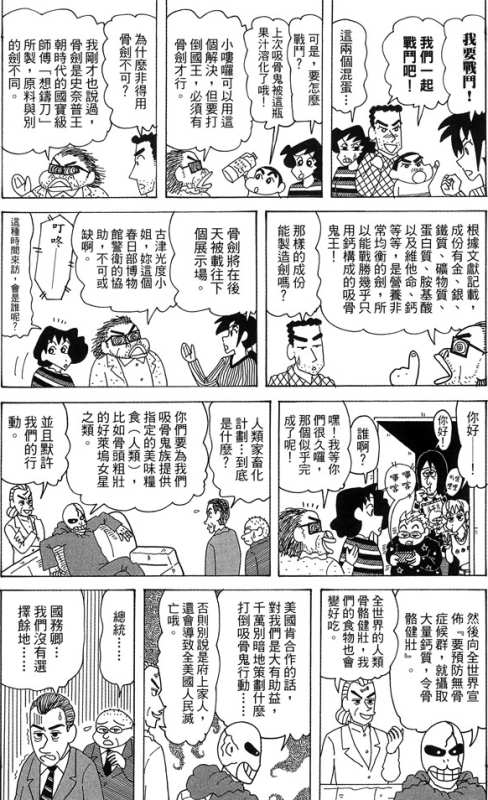 我要戰鬥！
我們一起
戰鬥吧！
這兩個混蛋…
可是，要怎麼
戰鬥？
上次吸骨鬼被這瓶
果汁溶化了哦！
小嘍囉可以用這
個解決，但要打
倒國王，必須有
骨劍才行。
為什麼非得用
骨劍不可？
我剛才也說過，
骨劍是史奈普王
朝時代的國寶級
師傅「想鑄刀」
所製，原料與別
的劍不同。
根據文獻記載，
成份有金、銀、
鐵質、礦物質、
蛋白質、胺基酸
以及維他命、鈣
等等，是營養非
常均衡的劍，所
以能戰勝幾乎只
用鈣構成的吸骨
鬼王！
那樣的成份
能製造劍嗎？
骨劍將在後
天被載往下
個展示場。
古津光度小
姐，妳這個
春日部博物
館警衛的協
助，不可或
缺啊。
叮咚
這種時間來訪，會是誰呢？
你好！
你好！
你好！
誰啊？
嘿！我等你
們很久囉，
那個似乎完
成了呢！
人類家畜化
計劃…到底
是什麼？
你們要為我們
吸骨鬼族提供
指定的美味糧
食（人類），
比如骨頭粗壯
的好萊塢女星
之類。
並且默許
我們的行
動。
然後向全世界宣
佈『要預防無骨
症候群，就攝取
大量鈣質，令骨
骼健壯』。
全世界的人類
骨骼健壯，我
們的食物也會
變好吃。
美國肯合作的話，
對我們是大有助益，
千萬別暗地策劃什麼
打倒吸骨鬼行動……
否則別說是府上家人，
還會導致全美國人民滅
亡哦。
總統……
國務卿…
我們沒有選
擇餘地……